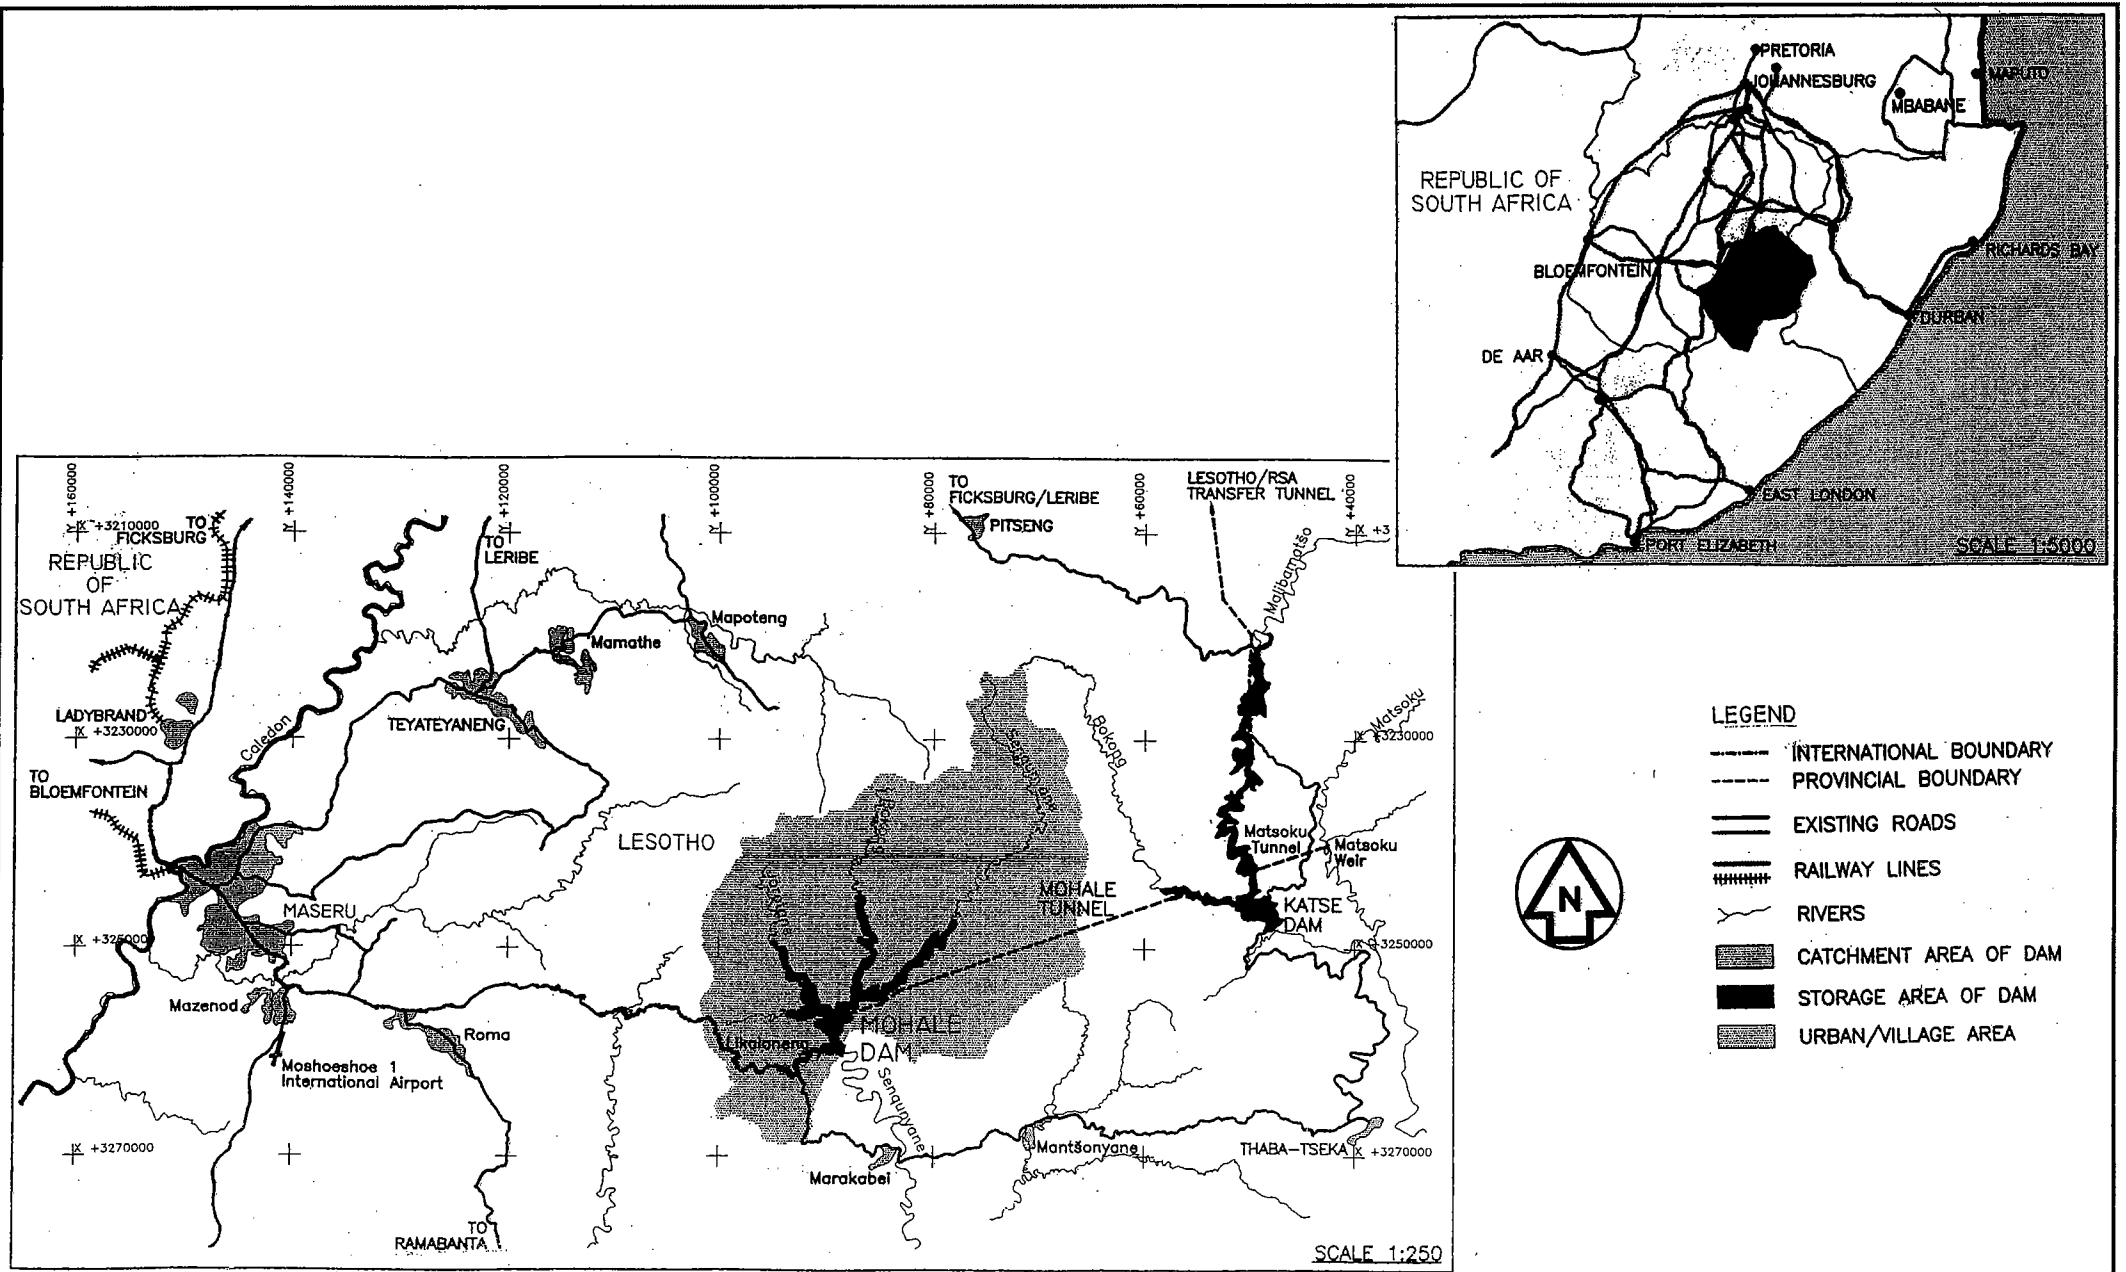 PRETORIA
JOHANNESBURG
MAPUTO
MBABANE
REPUBLIC OF
SOUTH AFRICA
RICHARDS BAY
BLOEMFONTEIN
DURBAN
DE AAR
EAST LONDON
PORT ELIZABETH
SCALE 1:5000
Y +160000
Y +140000
Y +120000
Y +100000
Y +80000
Y +60000
Y +40000
X +3210000
X +3
TO
FICKSBURG
TO
LERIBE
TO
FICKSBURG/LERIBE
PITSENG
LESOTHO/RSA
TRANSFER TUNNEL
REPUBLIC
OF
SOUTH AFRICA
Malibamatšo
Mapoteng
Mamathe
LADYBRAND
X +3230000
Caledon
TEYATEYANENG
Bokong
Senqunyane
Matsoku
X +3230000
TO
BLOEMFONTEIN
LESOTHO
Matsoku
Tunnel
Matsoku
Weir
MOHALE
TUNNEL
KATSE
DAM
MASERU
X +3250000
X +3250000
Mazenod
Roma
Likalaneng
MOHALE
DAM
Moshoeshoe 1
International Airport
Senqunyane
X +3270000
Marakabei
Mantšonyane
THABA-TSEKA
X +3270000
TO
RAMABANTA
SCALE 1:250
LEGEND
INTERNATIONAL BOUNDARY
PROVINCIAL BOUNDARY
EXISTING ROADS
RAILWAY LINES
RIVERS
CATCHMENT AREA OF DAM
STORAGE AREA OF DAM
URBAN/VILLAGE AREA
N